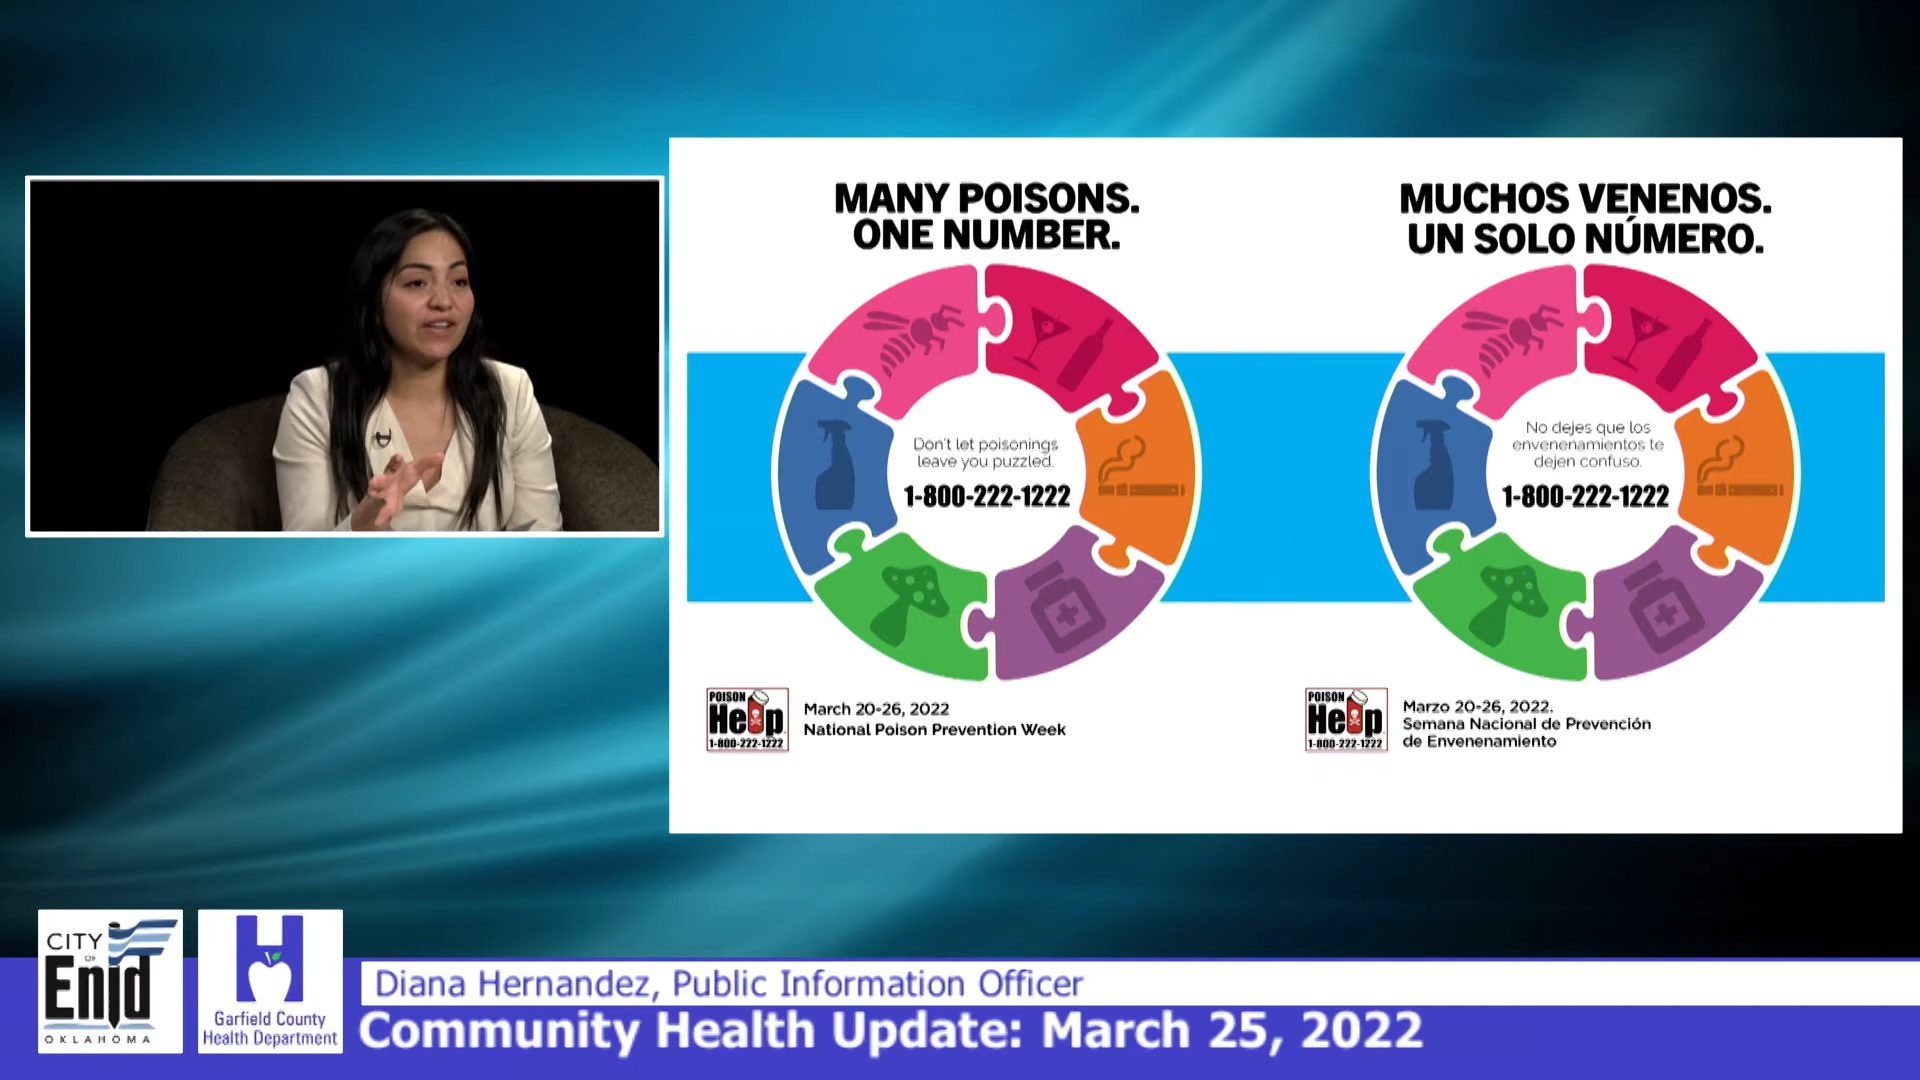 MANY POISONS.
ONE NUMBER.
Don't let poisonings
leave you puzzled.
1-800-222-1222
POISON
Help
1-800-222-1222
March 20-26, 2022
National Poison Prevention Week
MUCHOS VENENOS.
UN SOLO NÚMERO.
No dejes que los
envenenamientos te
dejen confuso.
1-800-222-1222
POISON
Help
1-800-222-1222
Marzo 20-26, 2022.
Semana Nacional de Prevención
de Envenenamiento
CITY
OF
Enid
OKLAHOMA
H
Garfield County
Health Department
Diana Hernandez, Public Information Officer
Community Health Update: March 25, 2022